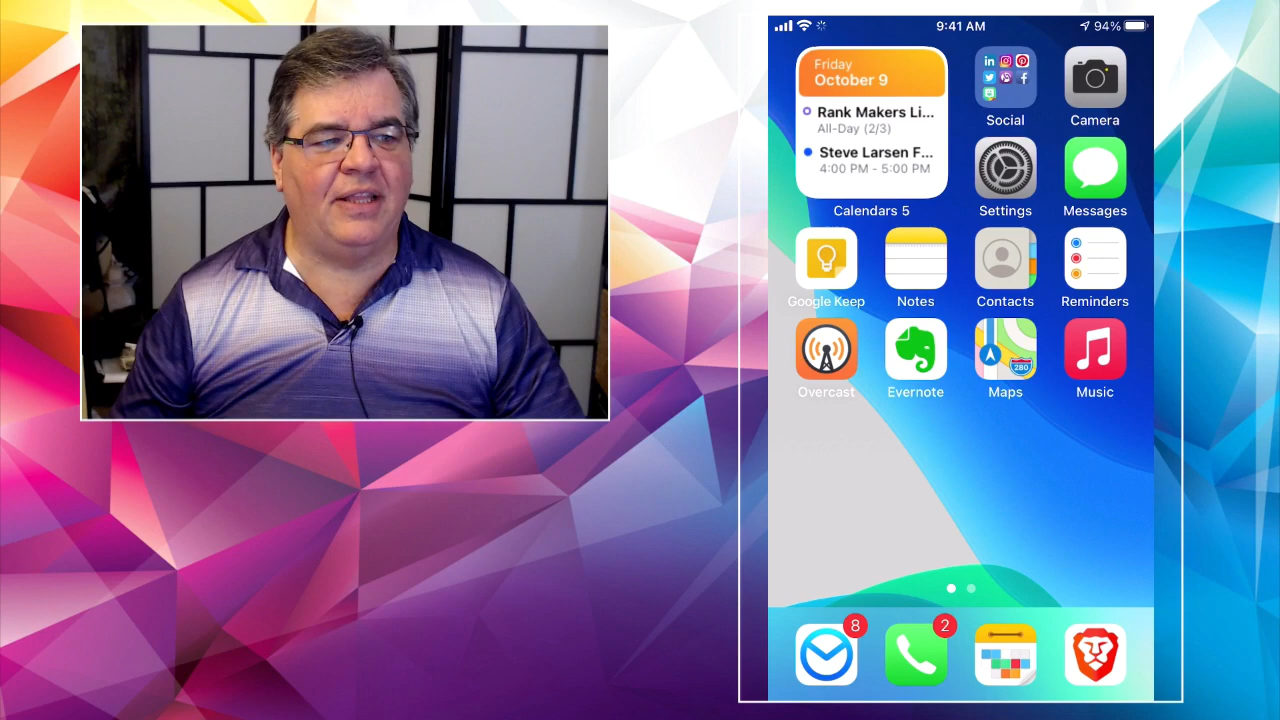 9:41 AM
94%
Friday
October 9
Rank Makers Li...
All-Day (2/3)
Steve Larsen F...
4:00 PM - 5:00 PM
Calendars 5
in
Social
Camera
Settings
Messages
Google Keep
Notes
Contacts
Reminders
280
Overcast
Evernote
Maps
Music
8
2